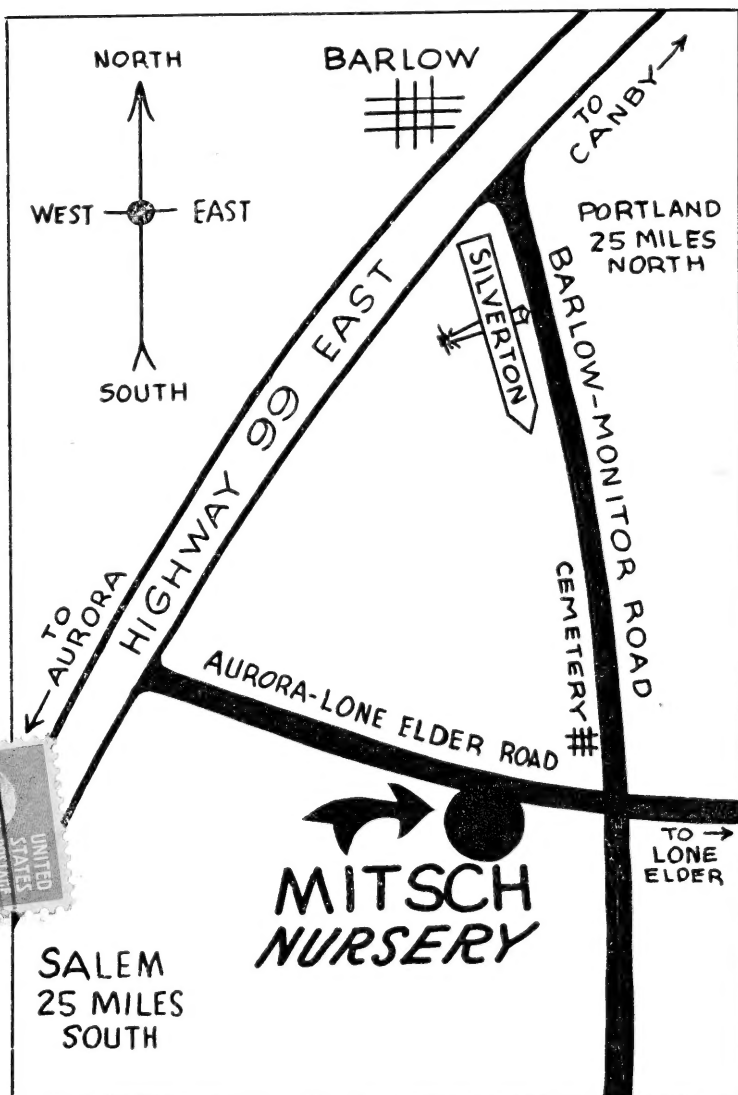 NORTH
WEST
EAST
SOUTH
BARLOW
TO
CANBY
PORTLAND
25 MILES
NORTH
SILVERTON
BARLOW-MONITOR ROAD
HIGHWAY 99 EAST
TO
AURORA
CEMETERY
AURORA-LONE ELDER ROAD
TO
LONE
ELDER
MITSCH
NURSERY
UNITED
STATES
SALEM
25 MILES
SOUTH